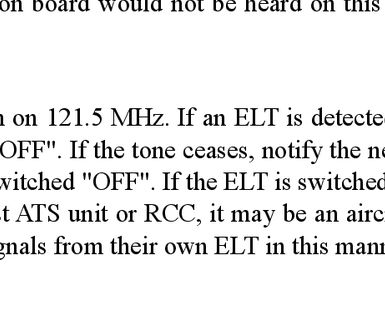 on board would not be heard on this
on 121.5 MHz. If an ELT is detecte
OFF". If the tone ceases, notify the ne
witched "OFF". If the ELT is switched
st ATS unit or RCC, it may be an airc
gnals from their own ELT in this mann